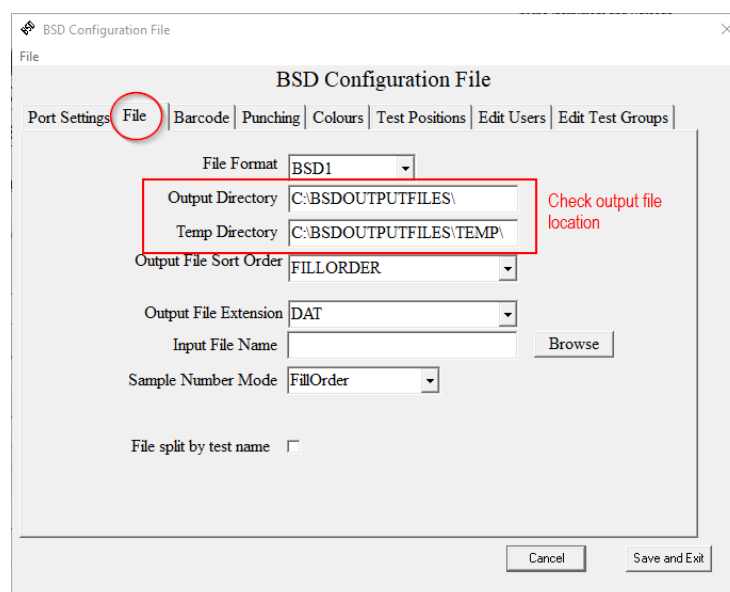 BSD Configuration File
File
BSD Configuration File
Port Settings File Barcode Punching Colours Test Positions Edit Users Edit Test Groups
File Format BSD1
Output Directory C:\BSDOUTPUTFILES\
Check output file
Temp Directory C:\BSDOUTPUTFILES\TEMP\
location
Output File Sort Order FILLORDER
Output File Extension DAT
Input File Name Browse
Sample Number Mode FillOrder
File split by test name
Cancel Save and Exit